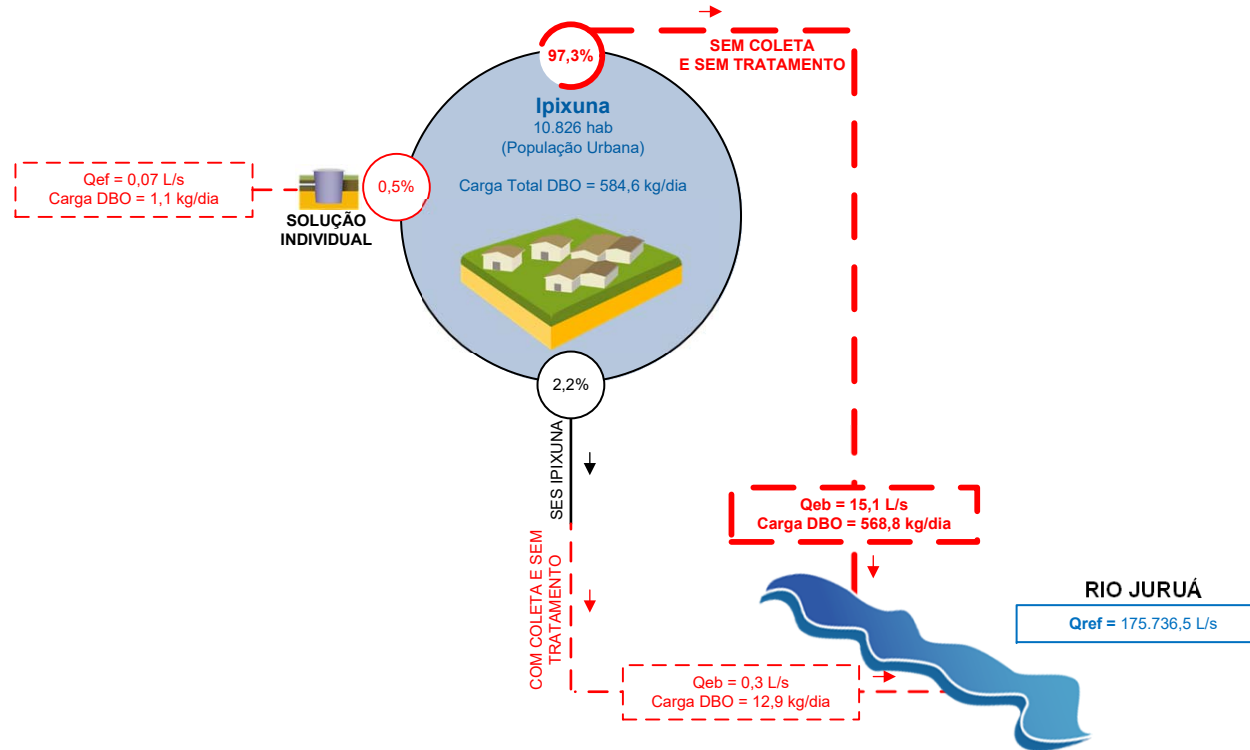 97,3%
SEM COLETA
E SEM TRATAMENTO
Ipixuna
10.826 hab
(População Urbana)
Carga Total DBO = 584,6 kg/dia
Qef = 0,07 L/s
Carga DBO = 1,1 kg/dia
0,5%
SOLUÇÃO
INDIVIDUAL
2,2%
SES IPIXUNA
COM COLETA E SEM
TRATAMENTO
Qeb = 15,1 L/s
Carga DBO = 568,8 kg/dia
RIO JURUÁ
Qref = 175.736,5 L/s
Qeb = 0,3 L/s
Carga DBO = 12,9 kg/dia